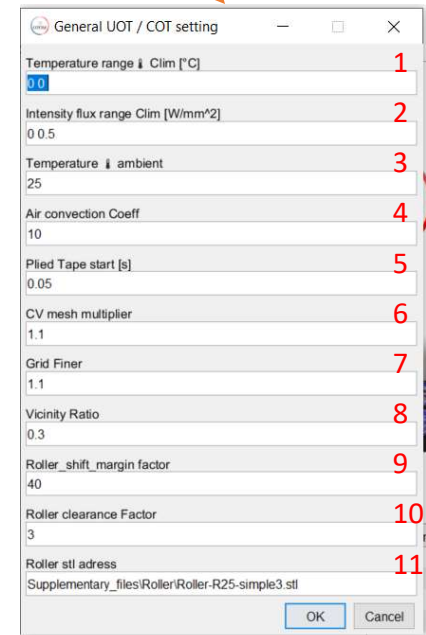 General UOT / COT setting
Temperature range 🌡 Clim [°C] 1
0 0
Intensity flux range Clim [W/mm^2] 2
0 0.5
Temperature 🌡 ambient 3
25
Air convection Coeff 4
10
Plied Tape start [s] 5
0.05
CV mesh multiplier 6
1.1
Grid Finer 7
1.1
Vicinity Ratio 8
0.3
Roller_shift_margin factor 9
40
Roller clearance Factor 10
3
Roller stl adress 11
Supplementary_files\Roller\Roller-R25-simple3.stl
OK Cancel